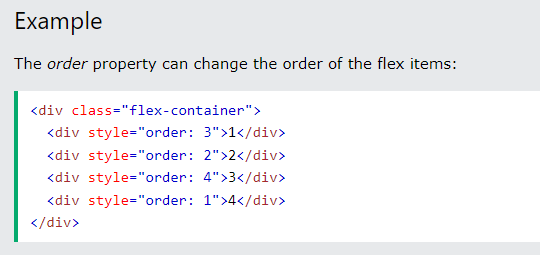 Example
The order property can change the order of the flex items:
<div class="flex-container">
  <div style="order: 3">1</div>
  <div style="order: 2">2</div>
  <div style="order: 4">3</div>
  <div style="order: 1">4</div>
</div>